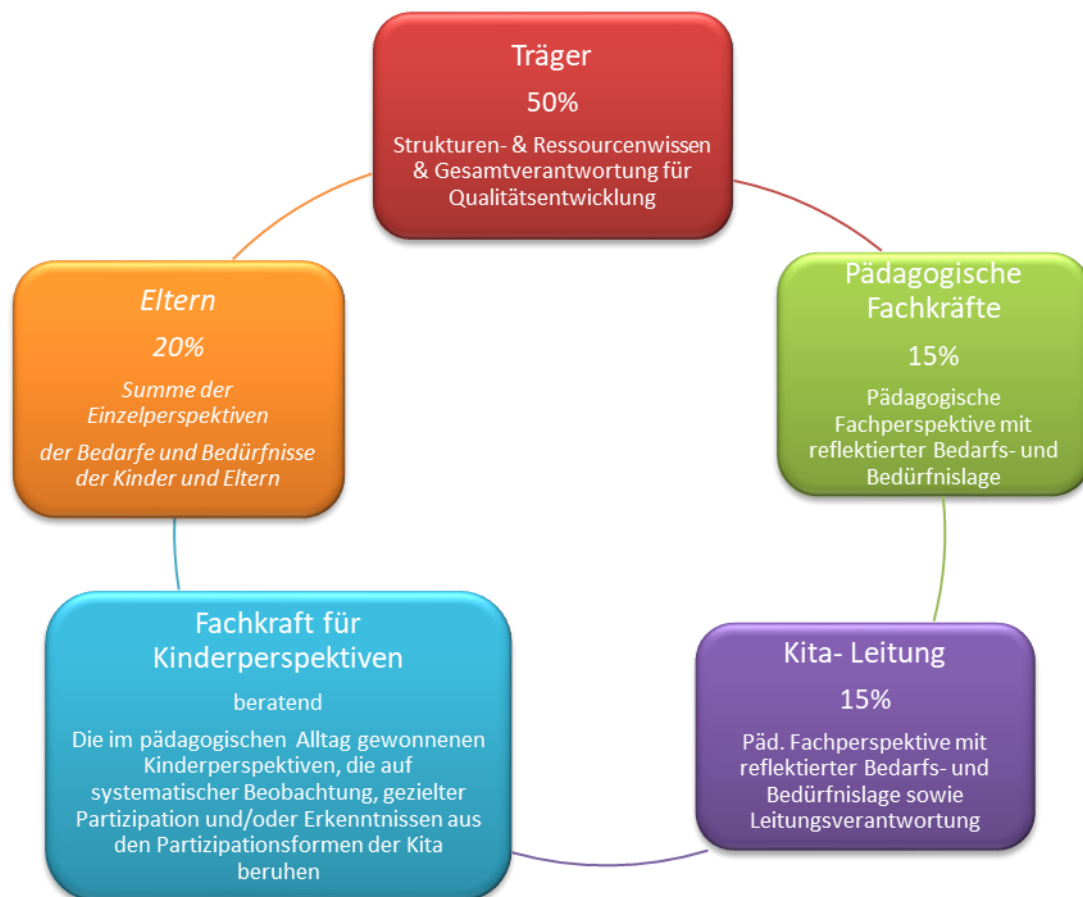 Träger
50%
Strukturen- & Ressourcenwissen
& Gesamtverantwortung für
Qualitätsentwicklung
Pädagogische
Fachkräfte
15%
Pädagogische
Fachperspektive mit
reflektierter Bedarfs- und
Bedürfnislage
Kita- Leitung
15%
Päd. Fachperspektive mit
reflektierter Bedarfs- und
Bedürfnislage sowie
Leitungsverantwortung
Fachkraft für
Kinderperspektiven
beratend
Die im pädagogischen Alltag gewonnenen
Kinderperspektiven, die auf
systematischer Beobachtung, gezielter
Partizipation und/oder Erkenntnissen aus
den Partizipationsformen der Kita
beruhen
Eltern
20%
Summe der
Einzelperspektiven
der Bedarfe und Bedürfnisse
der Kinder und Eltern